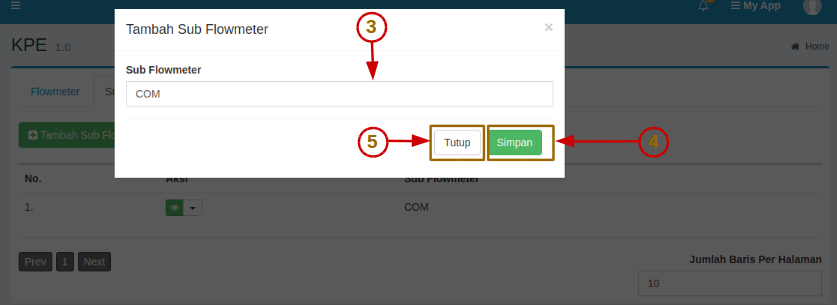 My App
KPE 1.0
Home
Tambah Sub Flowmeter
×
3
Sub Flowmeter
COM
Flowmeter
Tambah Sub Flo
5
Tutup
Simpan
4
No.
Aksi
Sub Flowmeter
1.
COM
Prev
1
Next
Jumlah Baris Per Halaman
10